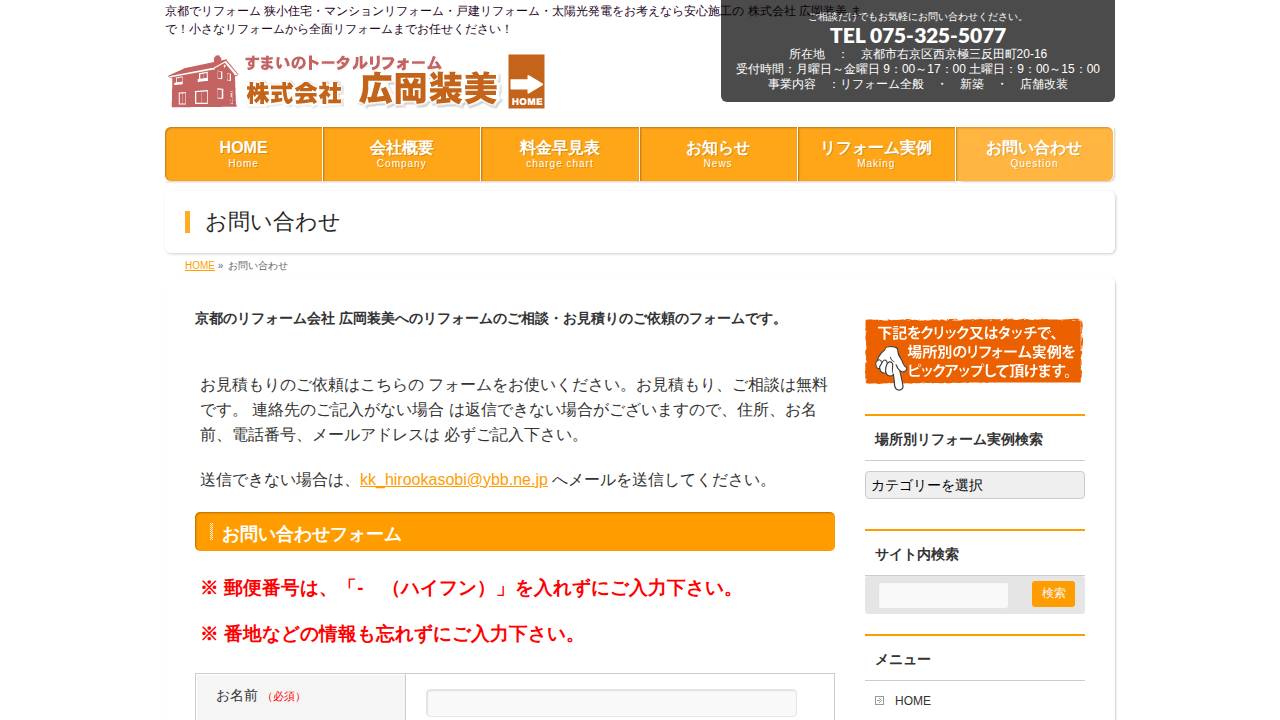 京都でリフォーム 狭小住宅・マンションリフォーム・戸建リフォーム・太陽光発電をお考えなら安心施工の 株式会社 広岡装美 ま
で！小さなリフォームから全面リフォームまでお任せください！
ご相談だけでもお気軽にお問い合わせください。
TEL 075-325-5077
所在地　：　京都市右京区西京極三反田町20-16
受付時間：月曜日～金曜日 9：00～17：00 土曜日：9：00～15：00
事業内容　：リフォーム全般　・　新築　・　店舗改装
すまいのトータルリフォーム
株式会社 広岡装美
HOME
HOME 会社概要 料金早見表 お知らせ リフォーム実例 お問い合わせ
Home Company charge chart News Making Question
お問い合わせ
HOME » お問い合わせ
京都のリフォーム会社 広岡装美へのリフォームのご相談・お見積りのご依頼のフォームです。
お見積もりのご依頼はこちらの フォームをお使いください。お見積もり、ご相談は無料
です。 連絡先のご記入がない場合 は返信できない場合がございますので、住所、お名
前、電話番号、メールアドレスは 必ずご記入下さい。
送信できない場合は、kk_hirookasobi@ybb.ne.jp へメールを送信してください。
お問い合わせフォーム
※ 郵便番号は、「-　（ハイフン）」を入れずにご入力下さい。
※ 番地などの情報も忘れずにご入力下さい。
お名前 （必須）
下記をクリック又はタッチで、
場所別のリフォーム実例を
ピックアップして頂けます。
場所別リフォーム実例検索
カテゴリーを選択
サイト内検索
検索
メニュー
HOME